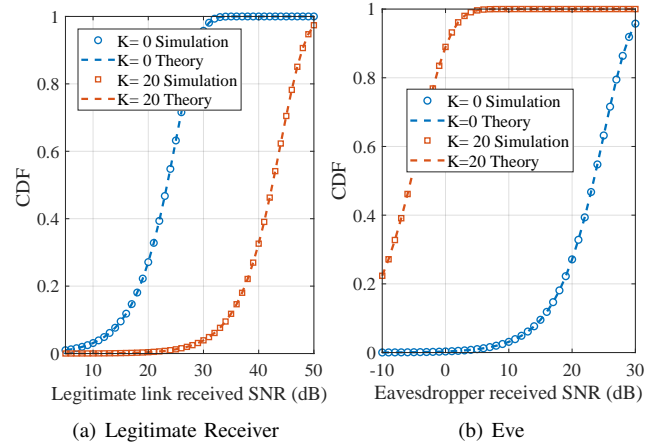 1
0.8
0.6
0.4
0.2
0
CDF
K= 0 Simulation
K= 0 Theory
K= 20 Simulation
K= 20 Theory
10 20 30 40 50
Legitimate link received SNR (dB)
(a) Legitimate Receiver
1
0.8
0.6
0.4
0.2
0
CDF
K= 0 Simulation
K=0 Theory
K= 20 Simulation
K=20 Theory
-10 0 10 20 30
Eavesdropper received SNR (dB)
(b) Eve